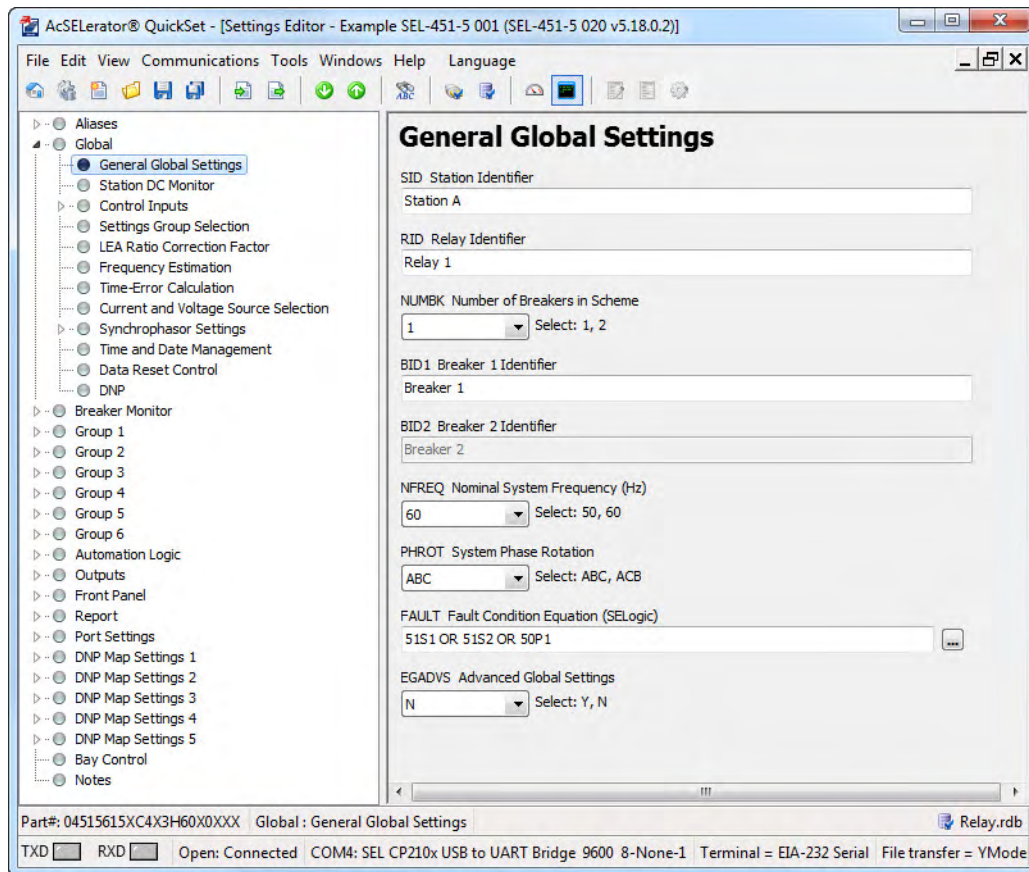 AcSELerator® QuickSet - [Settings Editor - Example SEL-451-5 001 (SEL-451-5 020 v5.18.0.2)]
File Edit View Communications Tools Windows Help Language
Aliases
Global
General Global Settings
Station DC Monitor
Control Inputs
Settings Group Selection
LEA Ratio Correction Factor
Frequency Estimation
Time-Error Calculation
Current and Voltage Source Selection
Synchrophasor Settings
Time and Date Management
Data Reset Control
DNP
Breaker Monitor
Group 1
Group 2
Group 3
Group 4
Group 5
Group 6
Automation Logic
Outputs
Front Panel
Report
Port Settings
DNP Map Settings 1
DNP Map Settings 2
DNP Map Settings 3
DNP Map Settings 4
DNP Map Settings 5
Bay Control
Notes
General Global Settings
SID Station Identifier
Station A
RID Relay Identifier
Relay 1
NUMBK Number of Breakers in Scheme
1 Select: 1, 2
BID1 Breaker 1 Identifier
Breaker 1
BID2 Breaker 2 Identifier
Breaker 2
NFREQ Nominal System Frequency (Hz)
60 Select: 50, 60
PHROT System Phase Rotation
ABC Select: ABC, ACB
FAULT Fault Condition Equation (SELogic)
51S1 OR 51S2 OR 50P1 ...
EGADVS Advanced Global Settings
N Select: Y, N
Part#: 04515615XC4X3H60X0XXX Global : General Global Settings Relay.rdb
TXD RXD Open: Connected COM4: SEL CP210x USB to UART Bridge 9600 8-None-1 Terminal = EIA-232 Serial File transfer = YMode